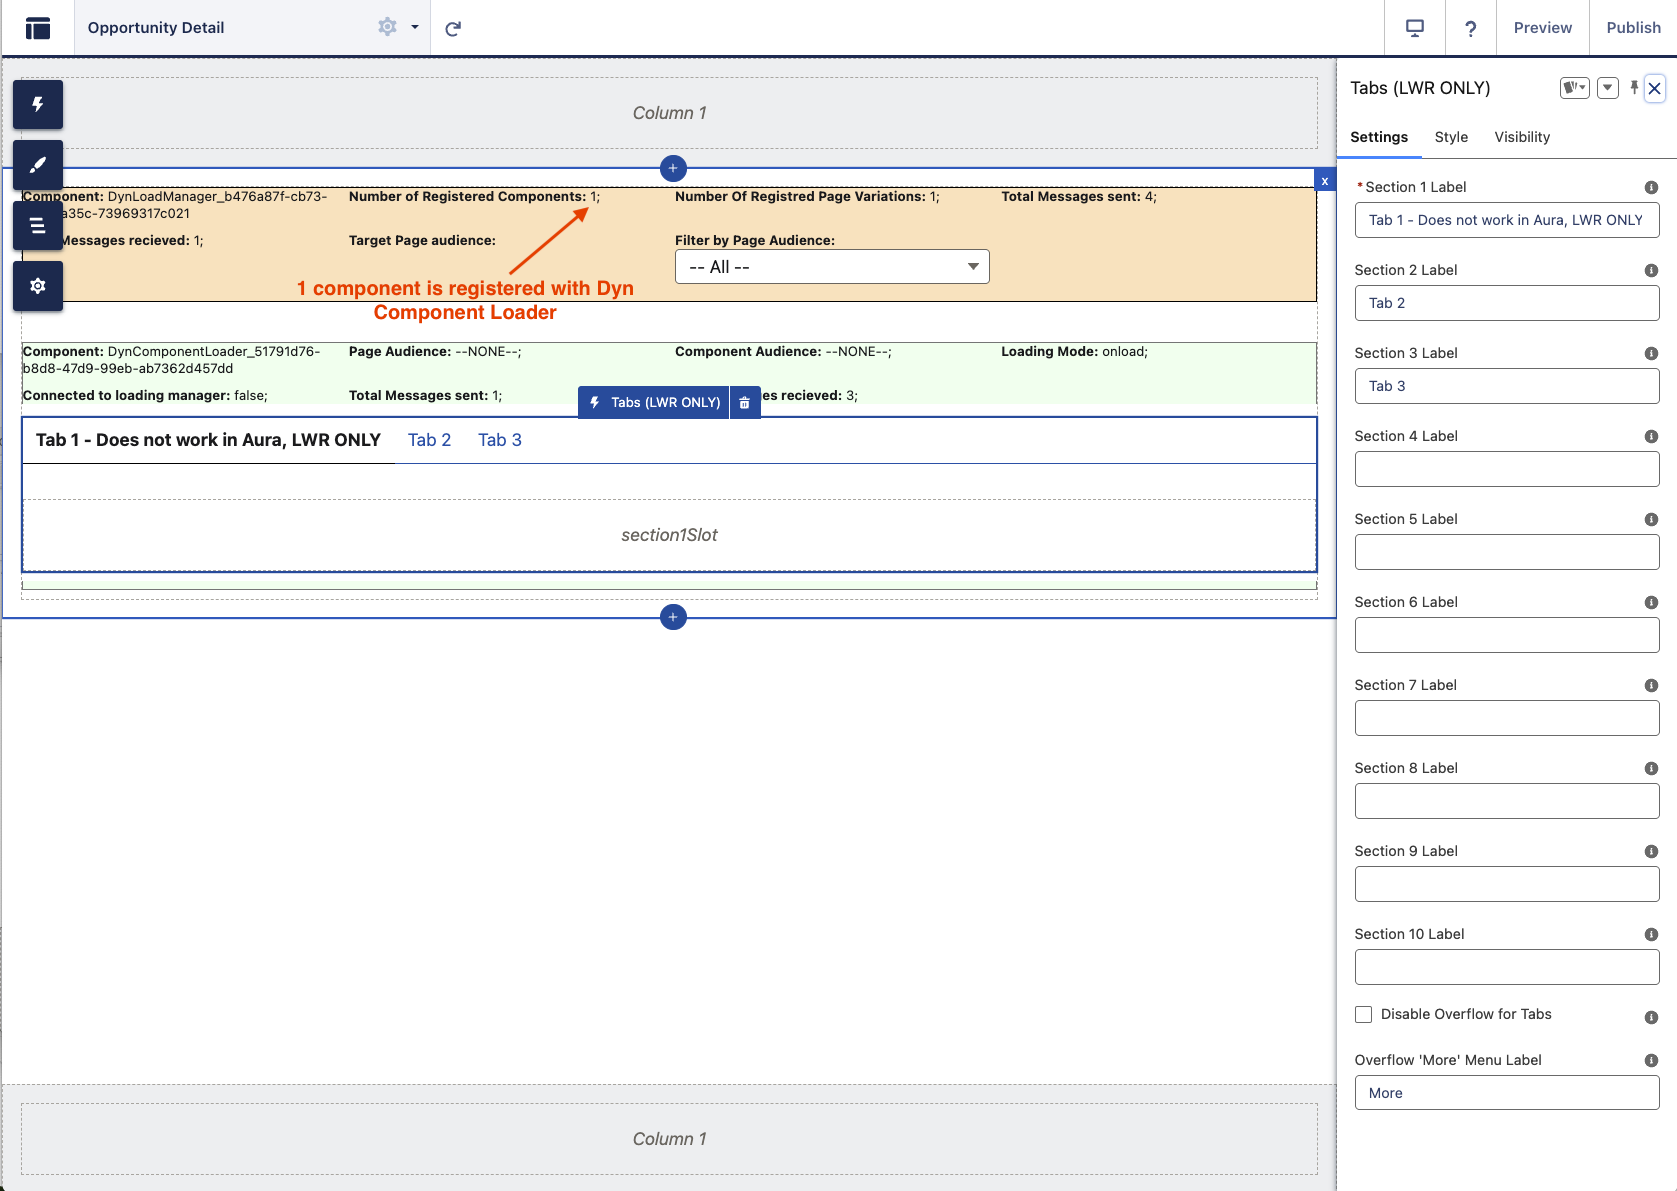 Opportunity Detail
?
Preview
Publish
Column 1
Component: DynLoadManager_b476a87f-cb73-
a35c-73969317c021
Number of Registered Components: 1;
Number Of Registred Page Variations: 1;
Total Messages sent: 4;
Messages recieved: 1;
Target Page audience:
Filter by Page Audience:
-- All --
x
1 component is registered with Dyn
Component Loader
Component: DynComponentLoader_51791d76-
b8d8-47d9-99eb-ab7362d457dd
Page Audience: --NONE--;
Component Audience: --NONE--;
Loading Mode: onload;
Connected to loading manager: false;
Total Messages sent: 1;
es recieved: 3;
Tabs (LWR ONLY)
Tab 1 - Does not work in Aura, LWR ONLY
Tab 2
Tab 3
section1Slot
Column 1
Tabs (LWR ONLY)
Settings
Style
Visibility
*Section 1 Label
Tab 1 - Does not work in Aura, LWR ONLY
Section 2 Label
Tab 2
Section 3 Label
Tab 3
Section 4 Label
Section 5 Label
Section 6 Label
Section 7 Label
Section 8 Label
Section 9 Label
Section 10 Label
Disable Overflow for Tabs
Overflow 'More' Menu Label
More